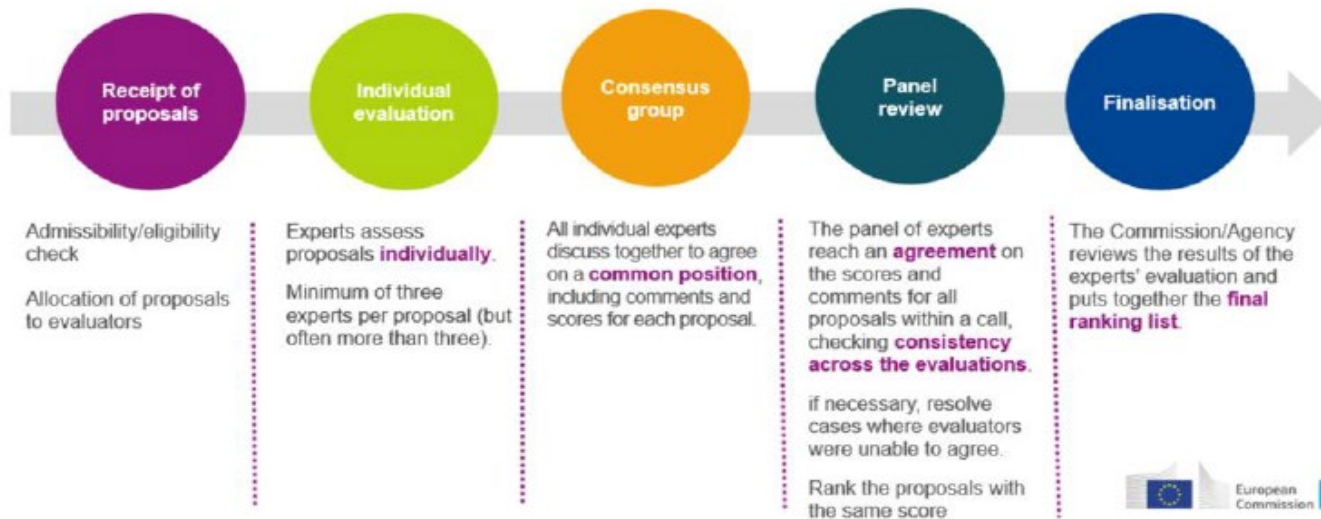 Receipt of
proposals
Individual
evaluation
Consensus
group
Panel
review
Finalisation
Admissibility/eligibility
check
Allocation of proposals
to evaluators
Experts assess
proposals individually.
Minimum of three
experts per proposal (but
often more than three).
All individual experts
discuss together to agree
on a common position,
including comments and
scores for each proposal.
The panel of experts
reach an agreement on
the scores and
comments for all
proposals within a call,
checking consistency
across the evaluations.
if necessary, resolve
cases where evaluators
were unable to agree.
Rank the proposals with
the same score
The Commission/Agency
reviews the results of the
experts' evaluation and
puts together the final
ranking list.
European
Commission